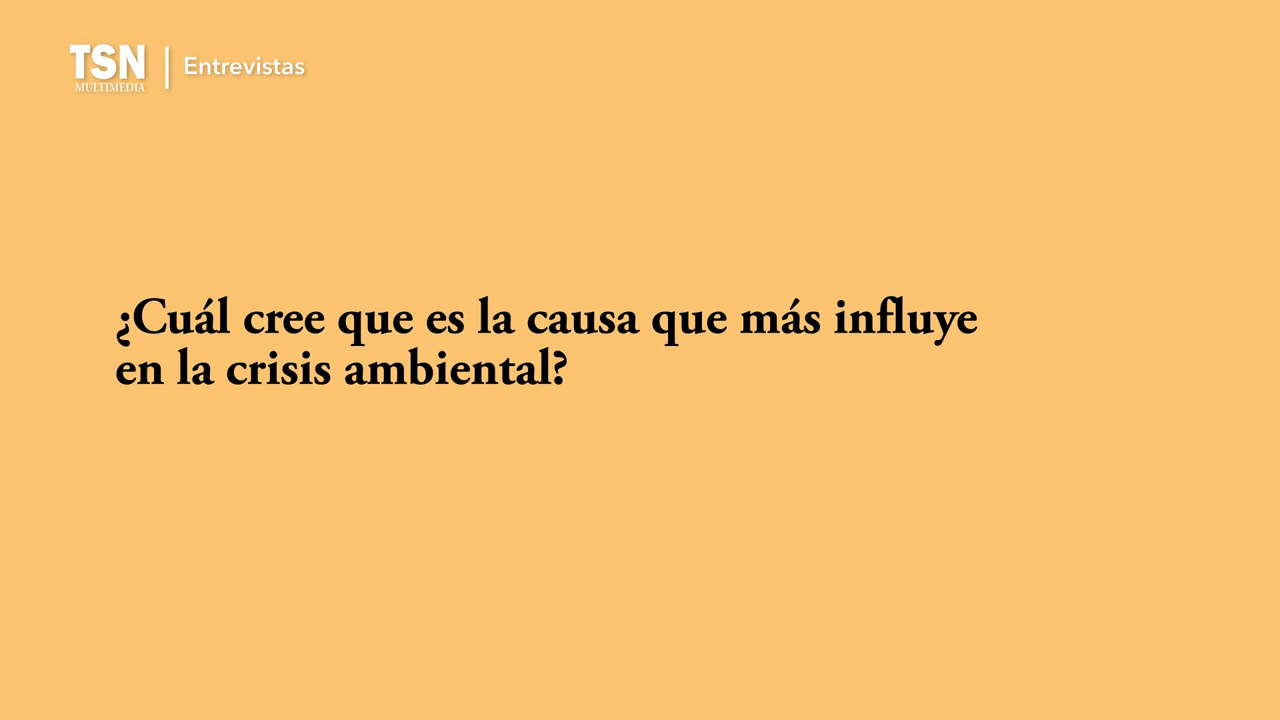 TSN
MULTIMEDIA
Entrevistas
¿Cuál cree que es la causa que más influye
en la crisis ambiental?